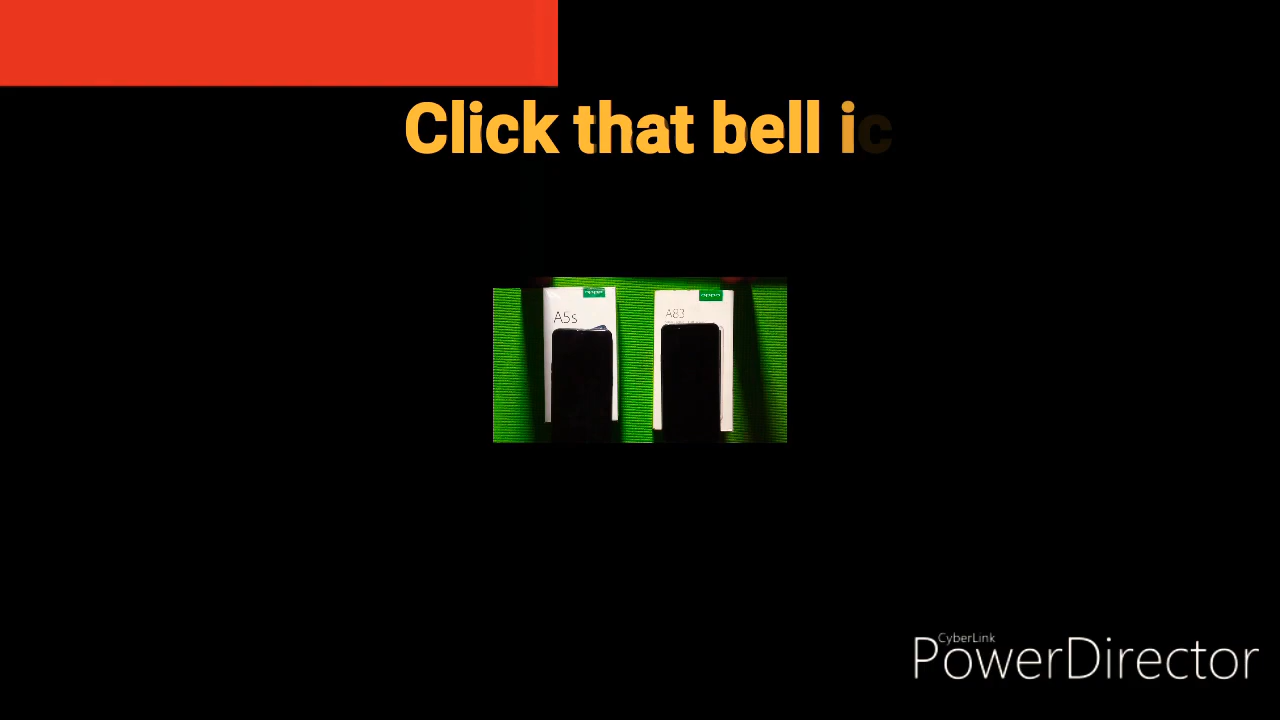 Click that bell ic
oppo
oppo
A5s
A83
CyberLink
PowerDirector